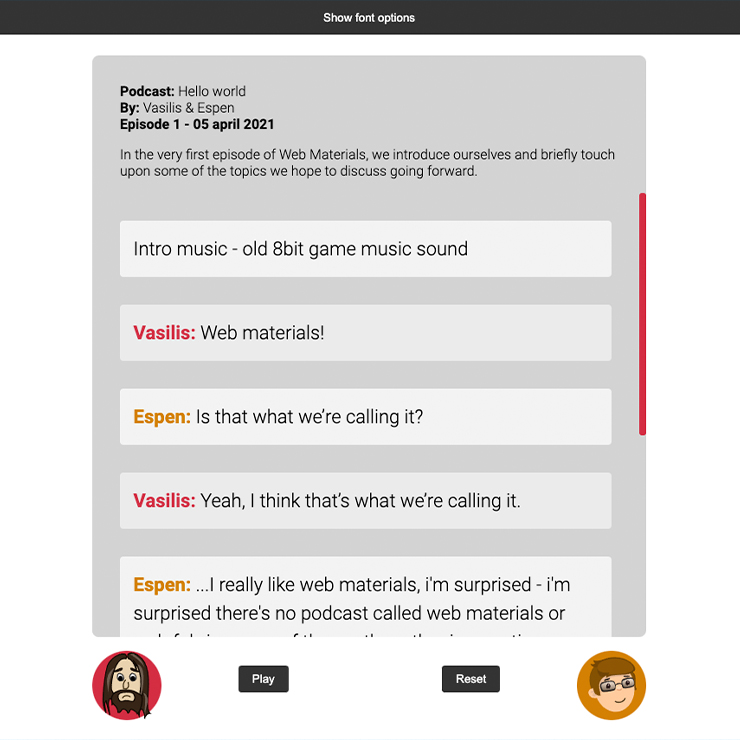 Show font options
Podcast: Hello world
By: Vasilis & Espen
Episode 1 - 05 april 2021
In the very first episode of Web Materials, we introduce ourselves and briefly touch
upon some of the topics we hope to discuss going forward.
Intro music - old 8bit game music sound
Vasilis: Web materials!
Espen: Is that what we’re calling it?
Vasilis: Yeah, I think that’s what we’re calling it.
Espen: ...I really like web materials, i'm surprised - i'm
surprised there's no podcast called web materials or
Play
Reset